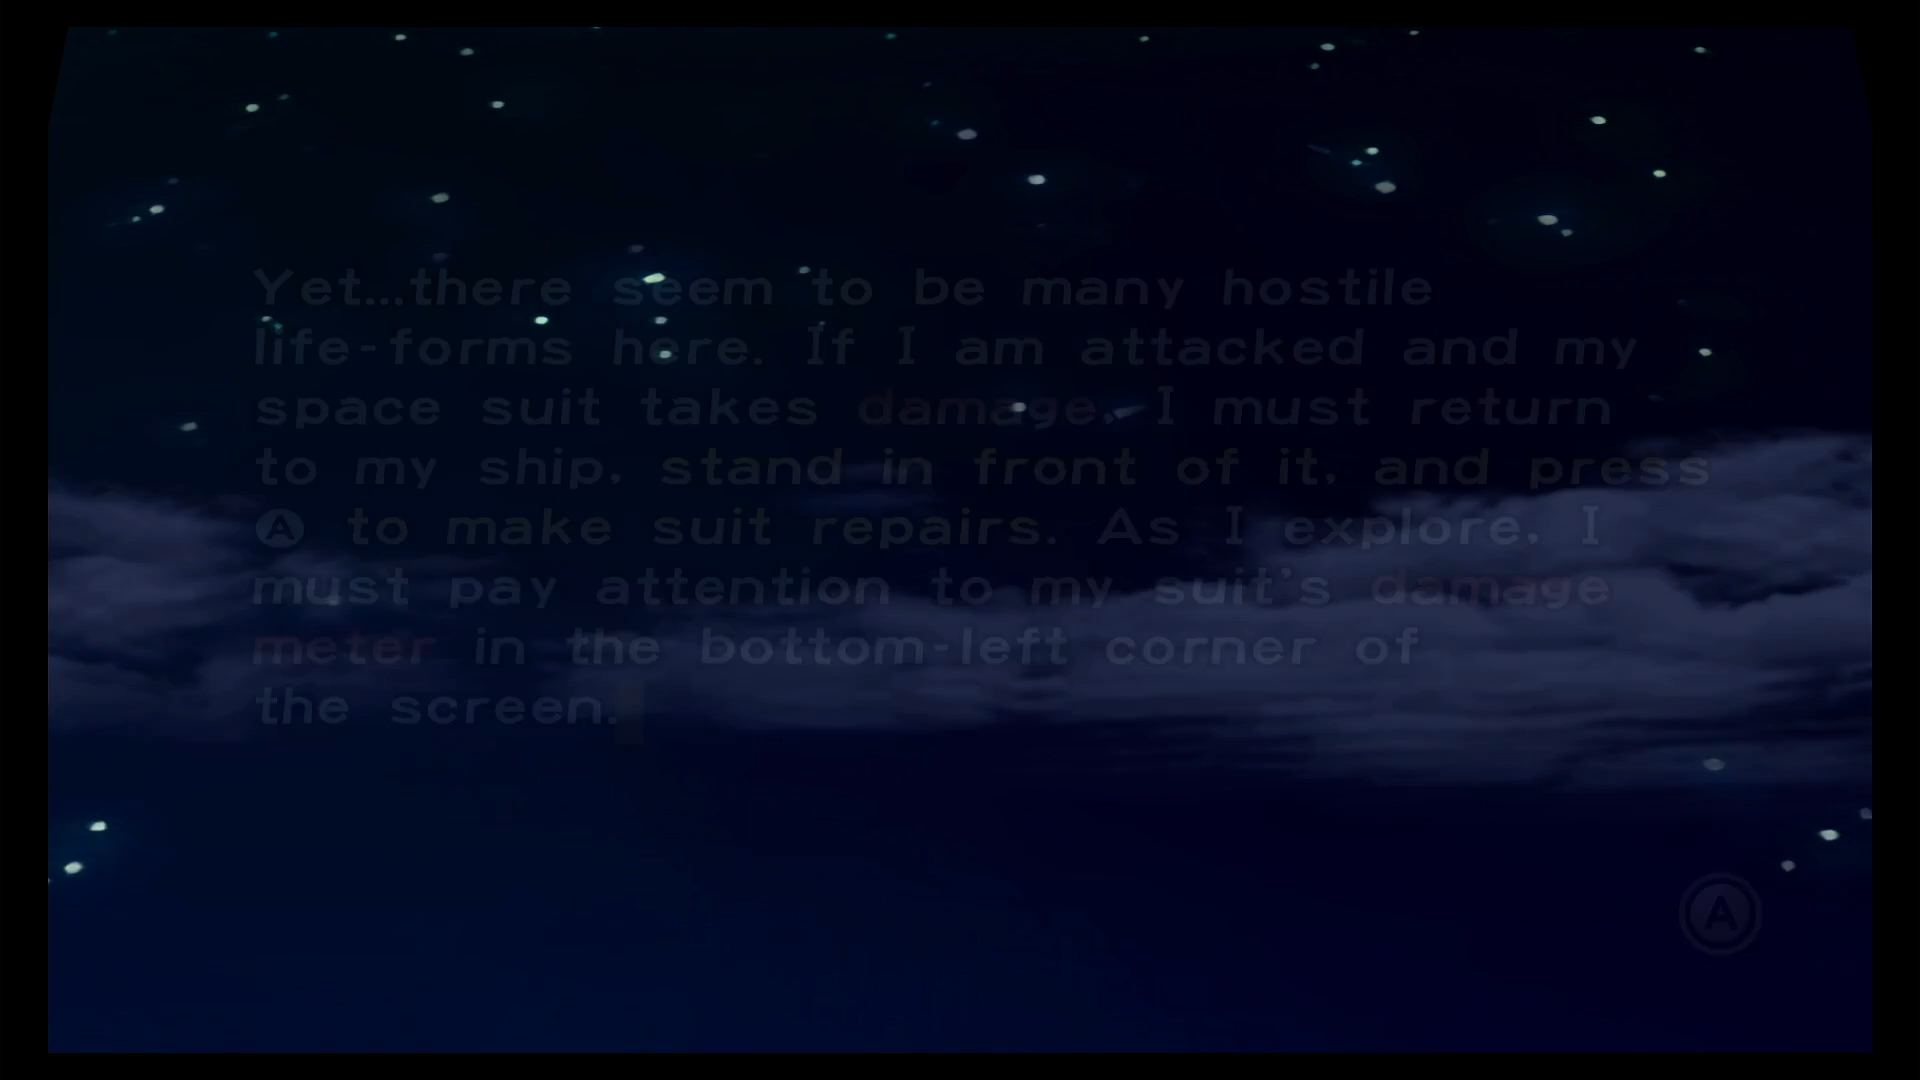 Yet...there seem to be many hostile
life-forms here. If I am attacked and my
space suit takes damage, I must return
to my ship, stand in front of it, and press
A to make suit repairs. As I explore, I
must pay attention to my suit's damage
meter in the bottom-left corner of
the screen.
A